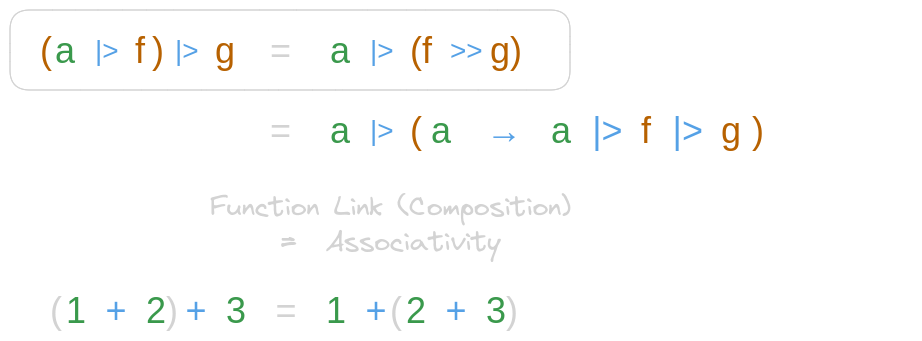 (a |> f) |> g = a |> (f >> g)
= a |> (a → a |> f |> g)
Function Link (Composition)
= Associativity
(1 + 2) + 3 = 1 + (2 + 3)